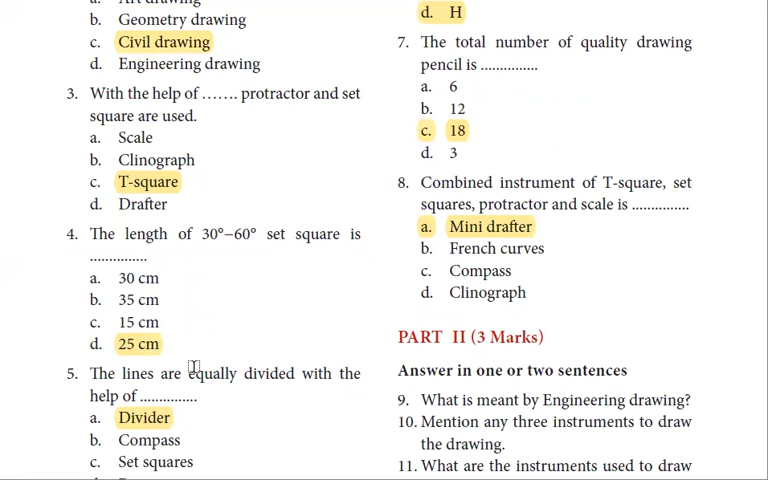 a. Art drawing
b. Geometry drawing
c. Civil drawing
d. Engineering drawing
3. With the help of ....... protractor and set
square are used.
a. Scale
b. Clinograph
c. T-square
d. Drafter
4. The length of 30°–60° set square is
...............
a. 30 cm
b. 35 cm
c. 15 cm
d. 25 cm
5. The lines are equally divided with the
help of ...............
a. Divider
b. Compass
c. Set squares
d. H
7. The total number of quality drawing
pencil is ...............
a. 6
b. 12
c. 18
d. 3
8. Combined instrument of T-square, set
squares, protractor and scale is ...............
a. Mini drafter
b. French curves
c. Compass
d. Clinograph
PART II (3 Marks)
Answer in one or two sentences
9. What is meant by Engineering drawing?
10. Mention any three instruments to draw
the drawing.
11. What are the instruments used to draw